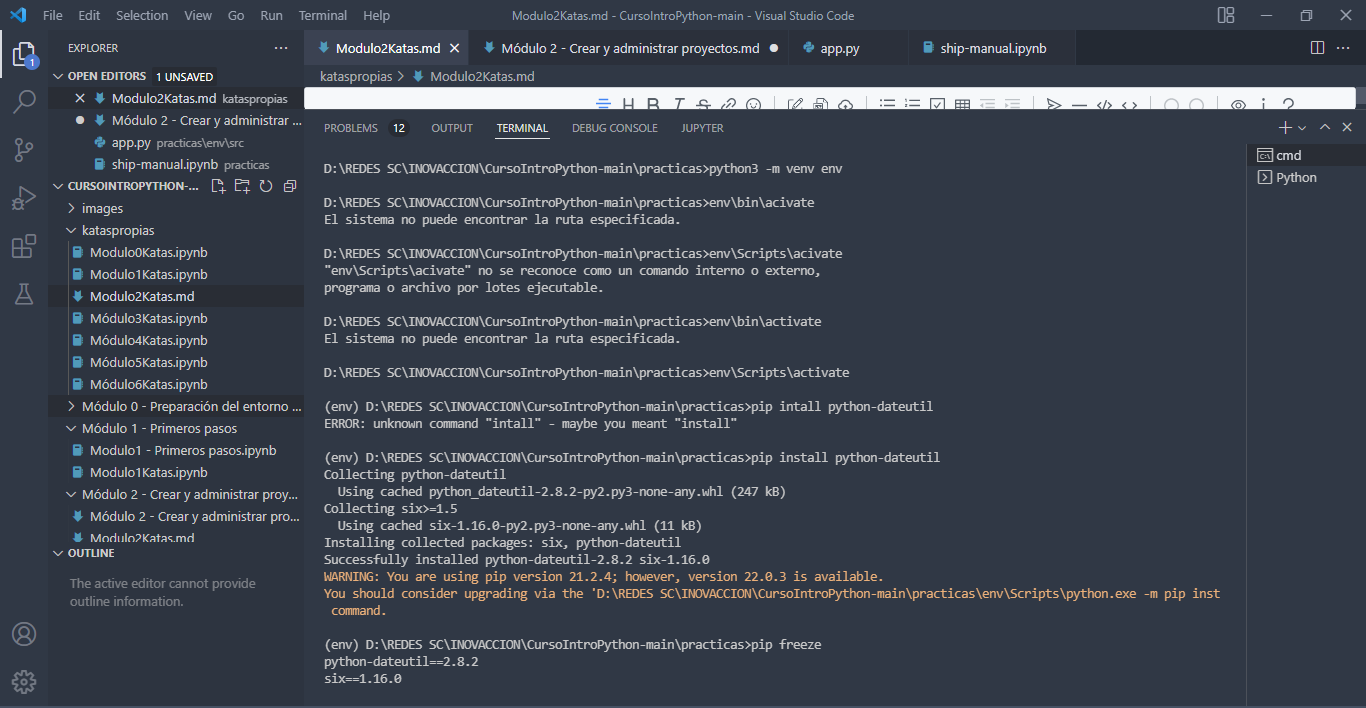 File Edit Selection View Go Run Terminal Help Modulo2Katas.md - CursoIntroPython-main - Visual Studio Code
EXPLORER
OPEN EDITORS 1 UNSAVED
Modulo2Katas.md kataspropias
Módulo 2 - Crear y administrar ...
app.py practicas\env\src
ship-manual.ipynb practicas
CURSOINTROPYTHON-...
images
kataspropias
Modulo0Katas.ipynb
Modulo1Katas.ipynb
Modulo2Katas.md
Módulo3Katas.ipynb
Módulo4Katas.ipynb
Módulo5Katas.ipynb
Módulo6Katas.ipynb
Módulo 0 - Preparación del entorno ...
Módulo 1 - Primeros pasos
Modulo1 - Primeros pasos.ipynb
Modulo1Katas.ipynb
Módulo 2 - Crear y administrar proy...
Módulo 2 - Crear y administrar pro...
Modulo2Katas.md
OUTLINE
The active editor cannot provide
outline information.
1
Modulo2Katas.md Módulo 2 - Crear y administrar proyectos.md app.py ship-manual.ipynb
kataspropias > Modulo2Katas.md
PROBLEMS 12 OUTPUT TERMINAL DEBUG CONSOLE JUPYTER
D:\REDES SC\INOVACCION\CursoIntroPython-main\practicas>python3 -m venv env
D:\REDES SC\INOVACCION\CursoIntroPython-main\practicas>env\bin\acivate
El sistema no puede encontrar la ruta especificada.
D:\REDES SC\INOVACCION\CursoIntroPython-main\practicas>env\Scripts\acivate
"env\Scripts\acivate" no se reconoce como un comando interno o externo,
programa o archivo por lotes ejecutable.
D:\REDES SC\INOVACCION\CursoIntroPython-main\practicas>env\bin\activate
El sistema no puede encontrar la ruta especificada.
D:\REDES SC\INOVACCION\CursoIntroPython-main\practicas>env\Scripts\activate
(env) D:\REDES SC\INOVACCION\CursoIntroPython-main\practicas>pip intall python-dateutil
ERROR: unknown command "intall" - maybe you meant "install"
(env) D:\REDES SC\INOVACCION\CursoIntroPython-main\practicas>pip install python-dateutil
Collecting python-dateutil
Using cached python_dateutil-2.8.2-py2.py3-none-any.whl (247 kB)
Collecting six>=1.5
Using cached six-1.16.0-py2.py3-none-any.whl (11 kB)
Installing collected packages: six, python-dateutil
Successfully installed python-dateutil-2.8.2 six-1.16.0
WARNING: You are using pip version 21.2.4; however, version 22.0.3 is available.
You should consider upgrading via the 'D:\REDES SC\INOVACCION\CursoIntroPython-main\practicas\env\Scripts\python.exe -m pip inst
command.
(env) D:\REDES SC\INOVACCION\CursoIntroPython-main\practicas>pip freeze
python-dateutil==2.8.2
six==1.16.0
cmd
Python